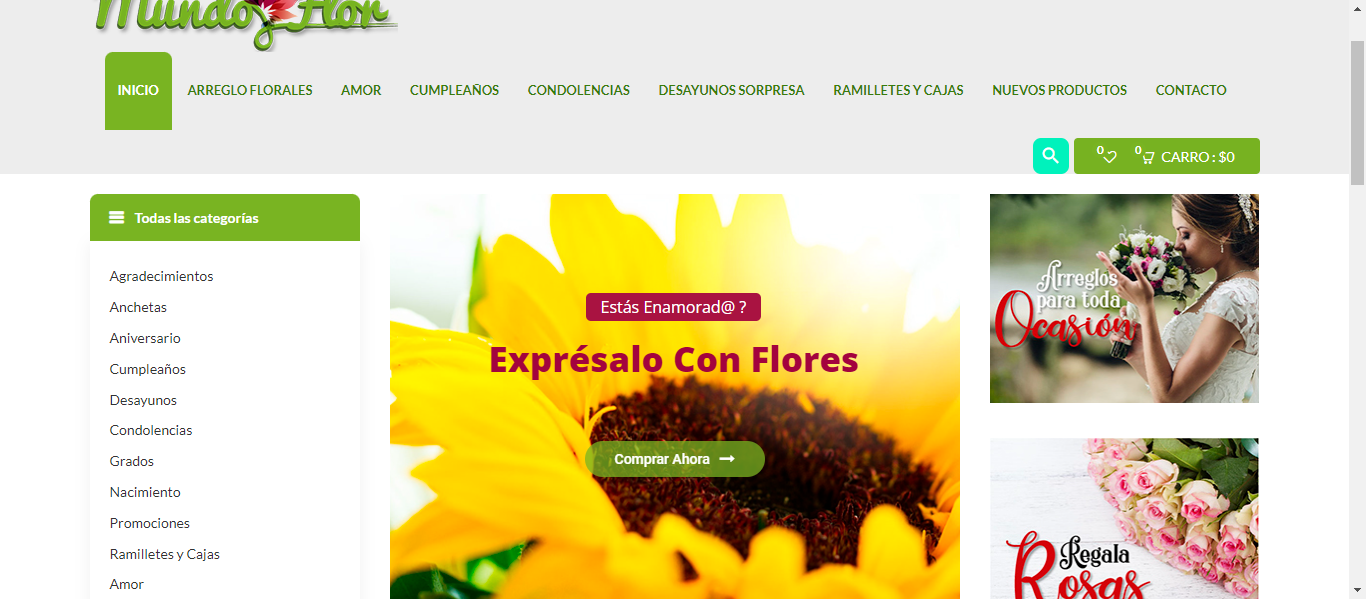 Mundo Flor
INICIO
ARREGLO FLORALES
AMOR
CUMPLEAÑOS
CONDOLENCIAS
DESAYUNOS SORPRESA
RAMILLETES Y CAJAS
NUEVOS PRODUCTOS
CONTACTO
0
0
CARRO : $0
Todas las categorías
Agradecimientos
Anchetas
Aniversario
Cumpleaños
Desayunos
Condolencias
Grados
Nacimiento
Promociones
Ramilletes y Cajas
Amor
Estás Enamorad@ ?
Exprésalo Con Flores
Comprar Ahora
Arreglos
para toda
Ocasión
Regala
Rosas